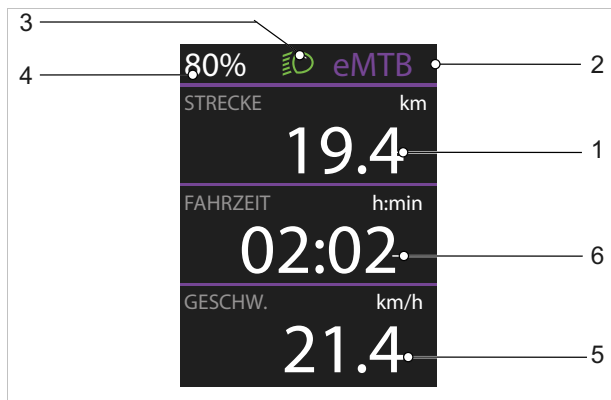 3
80% eMTB
4
2
STRECKE km
19.4
1
FAHRZEIT h:min
02:02
6
GESCHW. km/h
21.4
5